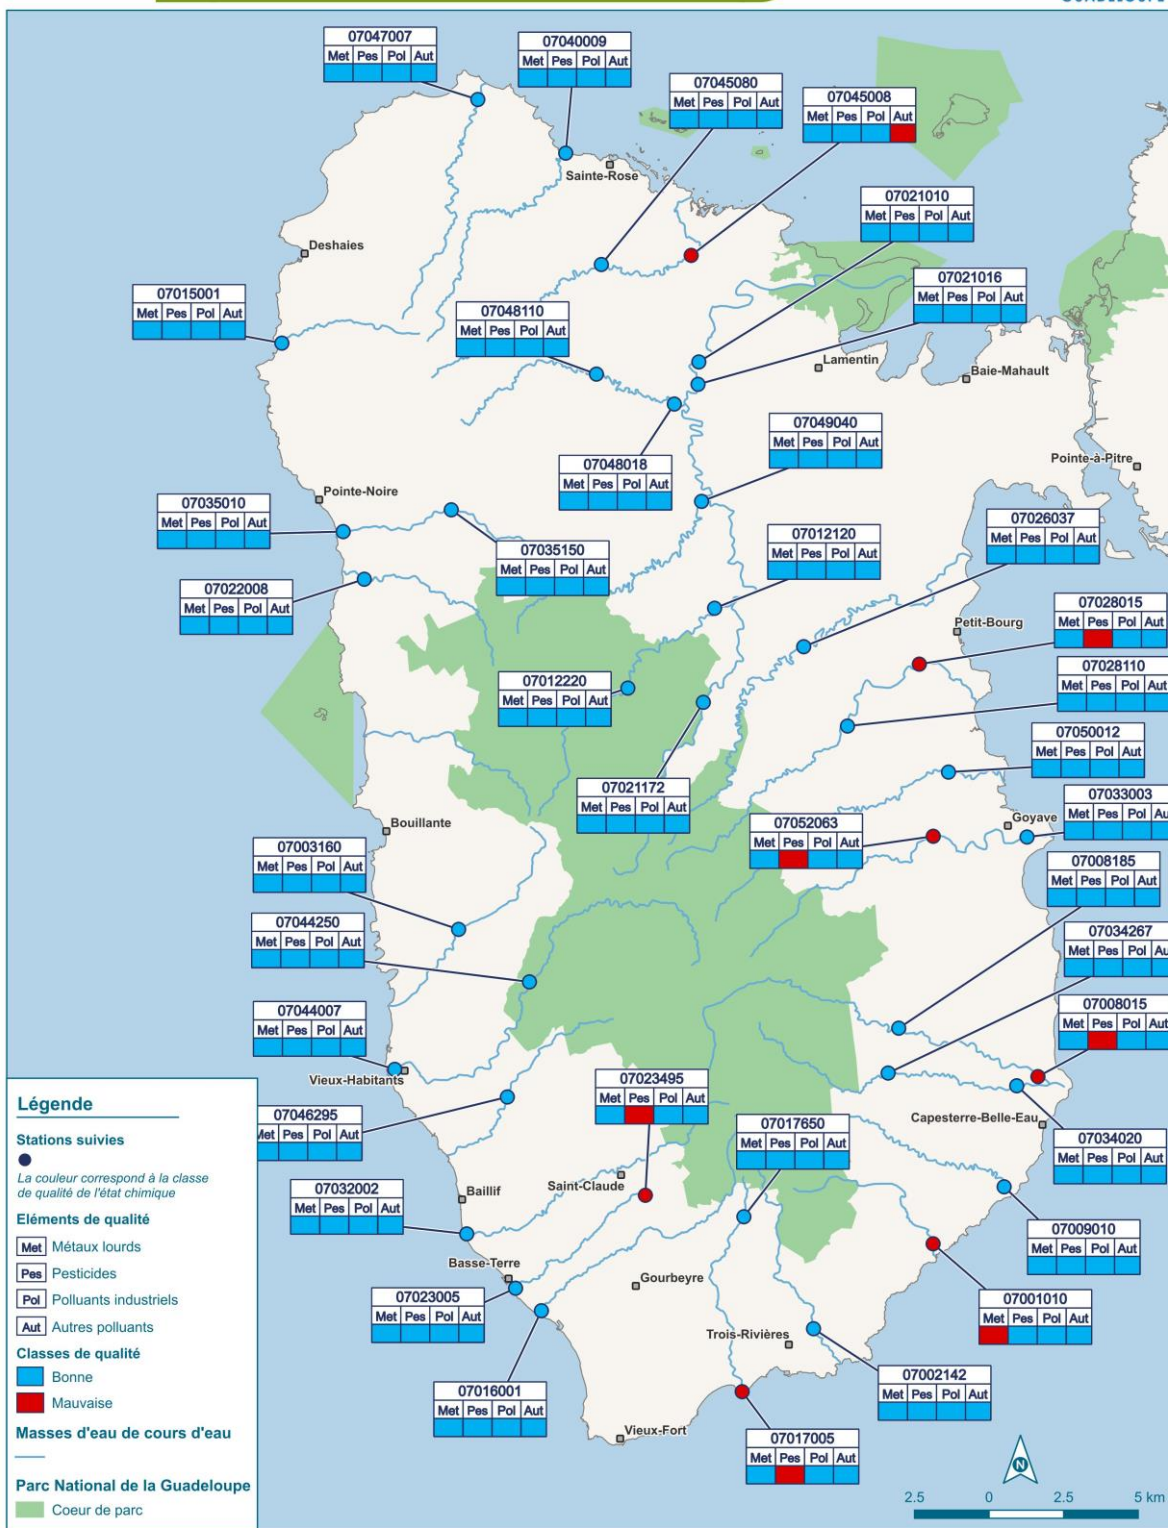 07047007
Met Pes Pol Aut
07040009
Met Pes Pol Aut
07045080
Met Pes Pol Aut
07045008
Met Pes Pol Aut
Sainte-Rose
07021010
Met Pes Pol Aut
Deshaies
07021016
Met Pes Pol Aut
07015001
Met Pes Pol Aut
07048110
Met Pes Pol Aut
Lamentin
Baie-Mahault
07049040
Met Pes Pol Aut
07048018
Met Pes Pol Aut
Pointe-à-Pitre
Pointe-Noire
07035010
Met Pes Pol Aut
07026037
Met Pes Pol Aut
07035150
Met Pes Pol Aut
07012120
Met Pes Pol Aut
07022008
Met Pes Pol Aut
07028015
Met Pes Pol Aut
Petit-Bourg
07028110
Met Pes Pol Aut
07012220
Met Pes Pol Aut
07050012
Met Pes Pol Aut
07021172
Met Pes Pol Aut
07033003
Met Pes Pol Aut
Goyave
Bouillante
07052063
Met Pes Pol Aut
07003160
Met Pes Pol Aut
07008185
Met Pes Pol Aut
07044250
Met Pes Pol Aut
07034267
Met Pes Pol Aut
07044007
Met Pes Pol Aut
07008015
Met Pes Pol Aut
Vieux-Habitants
07023495
Met Pes Pol Aut
07046295
Met Pes Pol Aut
07017650
Met Pes Pol Aut
Capesterre-Belle-Eau
07034020
Met Pes Pol Aut
Saint-Claude
07032002
Met Pes Pol Aut
Baillif
07009010
Met Pes Pol Aut
Basse-Terre
Gourbeyre
07023005
Met Pes Pol Aut
07001010
Met Pes Pol Aut
Trois-Rivières
07016001
Met Pes Pol Aut
07002142
Met Pes Pol Aut
Vieux-Fort
07017005
Met Pes Pol Aut
Légende
Stations suivies
La couleur correspond à la classe
de qualité de l'état chimique
Eléments de qualité
Met Métaux lourds
Pes Pesticides
Pol Polluants industriels
Aut Autres polluants
Classes de qualité
Bonne
Mauvaise
Masses d'eau de cours d'eau
Parc National de la Guadeloupe
Coeur de parc
N
2.5 0 2.5 5 km